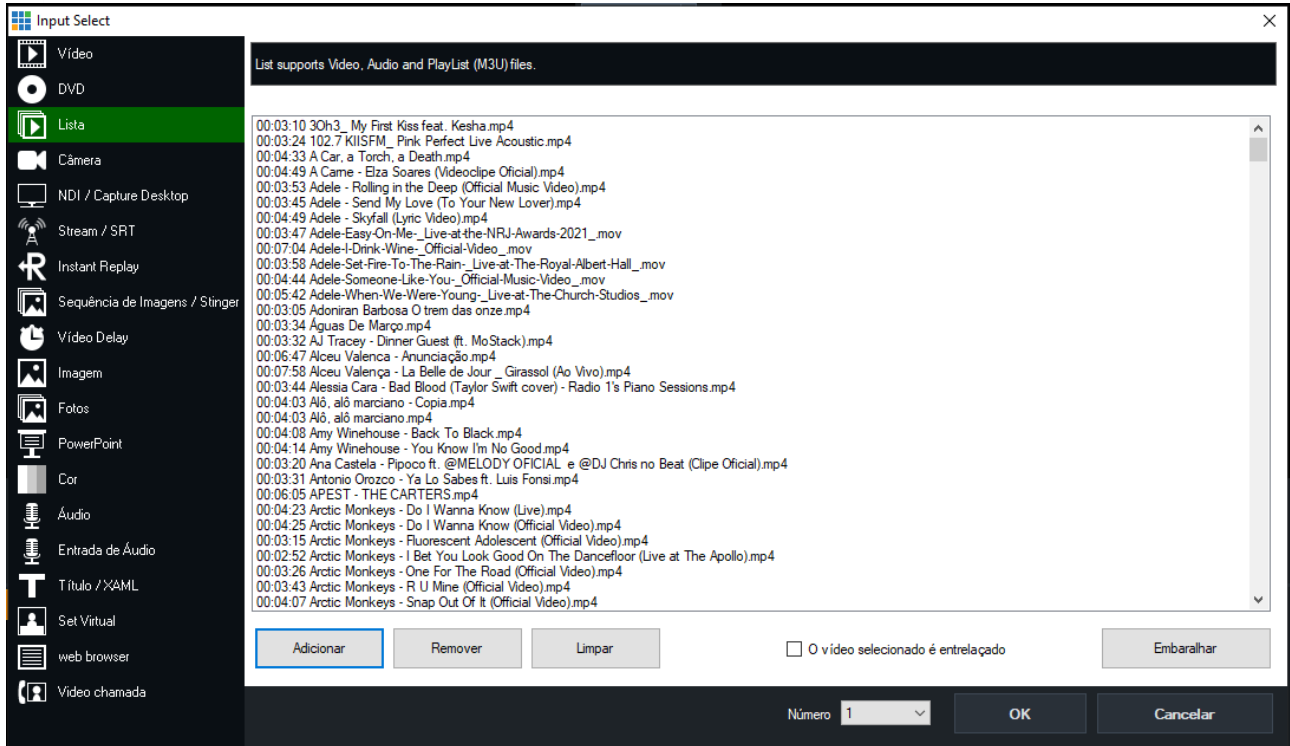 Input Select
Vídeo
DVD
Lista
Câmera
NDI / Capture Desktop
Stream / SRT
Instant Replay
Sequência de Imagens / Stinger
Vídeo Delay
Imagem
Fotos
PowerPoint
Cor
Áudio
Entrada de Áudio
Título / XAML
Set Virtual
web browser
Video chamada
List supports Video, Audio and PlayList (M3U) files.
00:03:10 3Oh3_ My First Kiss feat. Kesha.mp4
00:03:24 102.7 KIISFM_ Pink Perfect Live Acoustic.mp4
00:04:33 A Car, a Torch, a Death.mp4
00:04:49 A Carne - Elza Soares (Videoclipe Oficial).mp4
00:03:53 Adele - Rolling in the Deep (Official Music Video).mp4
00:03:45 Adele - Send My Love (To Your New Lover).mp4
00:04:49 Adele - Skyfall (Lyric Video).mp4
00:03:47 Adele-Easy-On-Me-_Live-at-the-NRJ-Awards-2021_.mov
00:07:04 Adele-I-Drink-Wine-_Official-Video_.mov
00:03:58 Adele-Set-Fire-To-The-Rain-_Live-at-The-Royal-Albert-Hall_.mov
00:04:44 Adele-Someone-Like-You-_Official-Music-Video_.mov
00:05:42 Adele-When-We-Were-Young-_Live-at-The-Church-Studios_.mov
00:03:05 Adoniran Barbosa O trem das onze.mp4
00:03:34 Águas De Março.mp4
00:03:32 AJ Tracey - Dinner Guest (ft. MoStack).mp4
00:06:47 Alceu Valenca - Anunciação.mp4
00:07:58 Alceu Valença - La Belle de Jour _ Girassol (Ao Vivo).mp4
00:03:44 Alessia Cara - Bad Blood (Taylor Swift cover) - Radio 1's Piano Sessions.mp4
00:04:03 Alô, alô marciano - Copia.mp4
00:04:03 Alô, alô marciano.mp4
00:04:08 Amy Winehouse - Back To Black.mp4
00:04:14 Amy Winehouse - You Know I'm No Good.mp4
00:03:20 Ana Castela - Pipoco ft. @MELODY OFICIAL  e @DJ Chris no Beat (Clipe Oficial).mp4
00:03:31 Antonio Orozco - Ya Lo Sabes ft. Luis Fonsi.mp4
00:06:05 APEST - THE CARTERS.mp4
00:04:23 Arctic Monkeys - Do I Wanna Know (Live).mp4
00:04:25 Arctic Monkeys - Do I Wanna Know (Official Video).mp4
00:03:15 Arctic Monkeys - Fluorescent Adolescent (Official Video).mp4
00:02:52 Arctic Monkeys - I Bet You Look Good On The Dancefloor (Live at The Apollo).mp4
00:03:26 Arctic Monkeys - One For The Road (Official Video).mp4
00:03:43 Arctic Monkeys - R U Mine (Official Video).mp4
00:04:07 Arctic Monkeys - Snap Out Of It (Official Video).mp4
Adicionar
Remover
Limpar
O vídeo selecionado é entrelaçado
Embaralhar
Número 1
OK
Cancelar